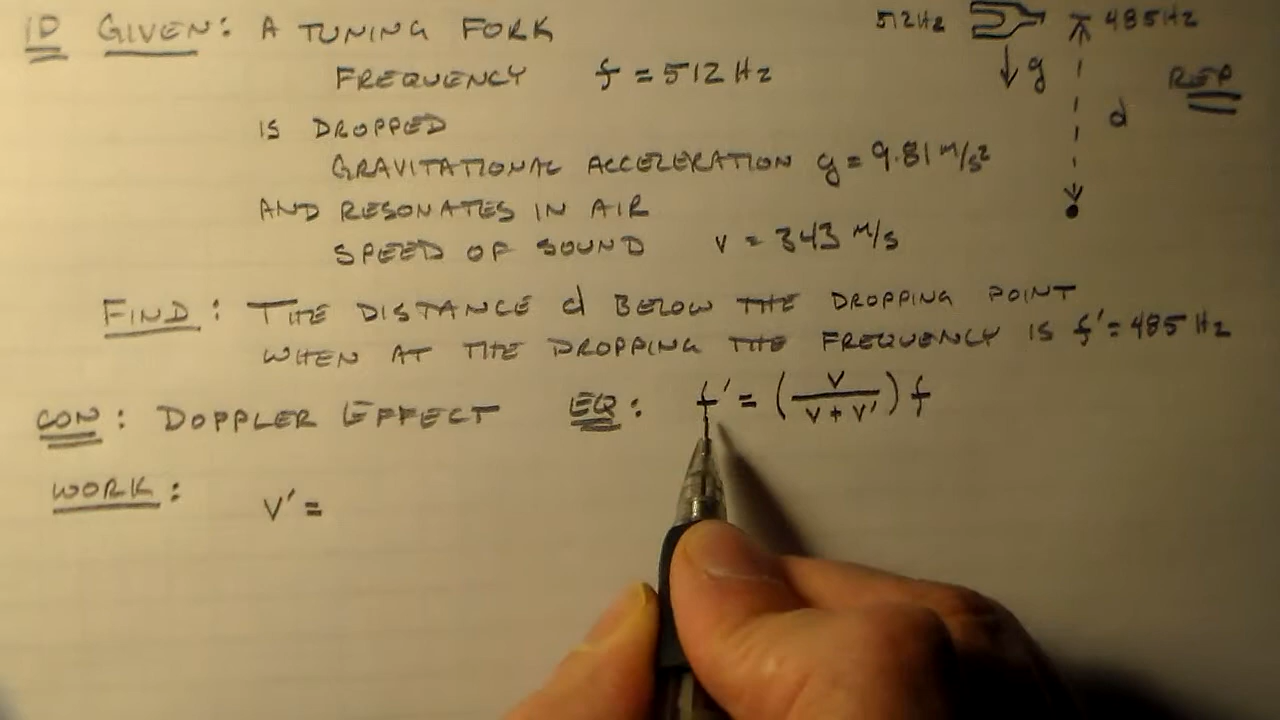 ID GIVEN: A TUNING FORK
512Hz 485Hz
FREQUENCY f = 512 Hz
g REP
IS DROPPED
d
GRAVITATIONAL ACCELERATION g = 9.81 m/s²
AND RESONATES IN AIR
SPEED OF SOUND v = 343 m/s
FIND: THE DISTANCE d BELOW THE DROPPING POINT
WHEN AT THE DROPPING THE FREQUENCY IS f' = 485 Hz
CON: DOPPLER EFFECT EQ: f' = (v / v + v') f
WORK: v' =